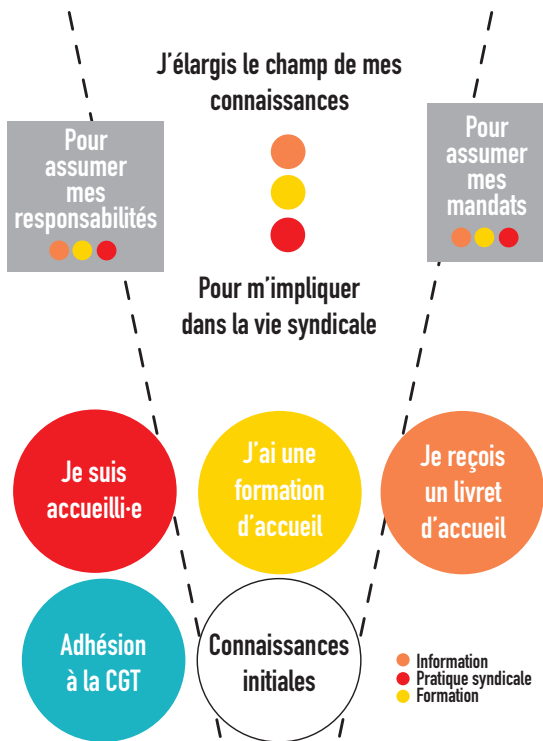 J’élargis le champ de mes
connaissances
Pour
assumer
mes
responsabilités
Pour
assumer
mes
mandats
Pour m’impliquer
dans la vie syndicale
Je suis
accueilli·e
J’ai une
formation
d’accueil
Je reçois
un livret
d’accueil
Adhésion
à la CGT
Connaissances
initiales
Information
Pratique syndicale
Formation